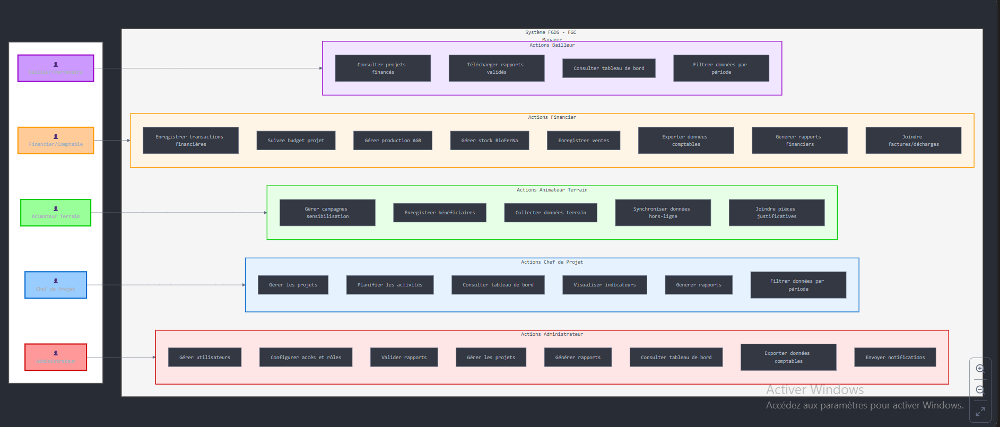 Système FGDS - FGC
Manager
Actions Bailleur
Consulter projets
financés
Télécharger rapports
validés
Consulter tableau de bord
Filtrer données par
période
Actions Financier
Financier/Comptable
Enregistrer transactions
financières
Suivre budget projet
Gérer production AGR
Gérer stock BioFerNa
Enregistrer ventes
Exporter données
comptables
Générer rapports
financiers
Joindre
factures/décharges
Actions Animateur Terrain
Animateur Terrain
Gérer campagnes
sensibilisation
Enregistrer bénéficiaires
Collecter données terrain
Synchroniser données
hors-ligne
Joindre pièces
justificatives
Actions Chef de Projet
Chef de Projet
Gérer les projets
Planifier les activités
Consulter tableau de bord
Visualiser indicateurs
Générer rapports
Filtrer données par
période
Actions Administrateur
Administrateur
Gérer utilisateurs
Configurer accès et rôles
Valider rapports
Gérer les projets
Générer rapports
Consulter tableau de bord
Exporter données
comptables
Envoyer notifications
Activer Windows
Accédez aux paramètres pour activer Windows.